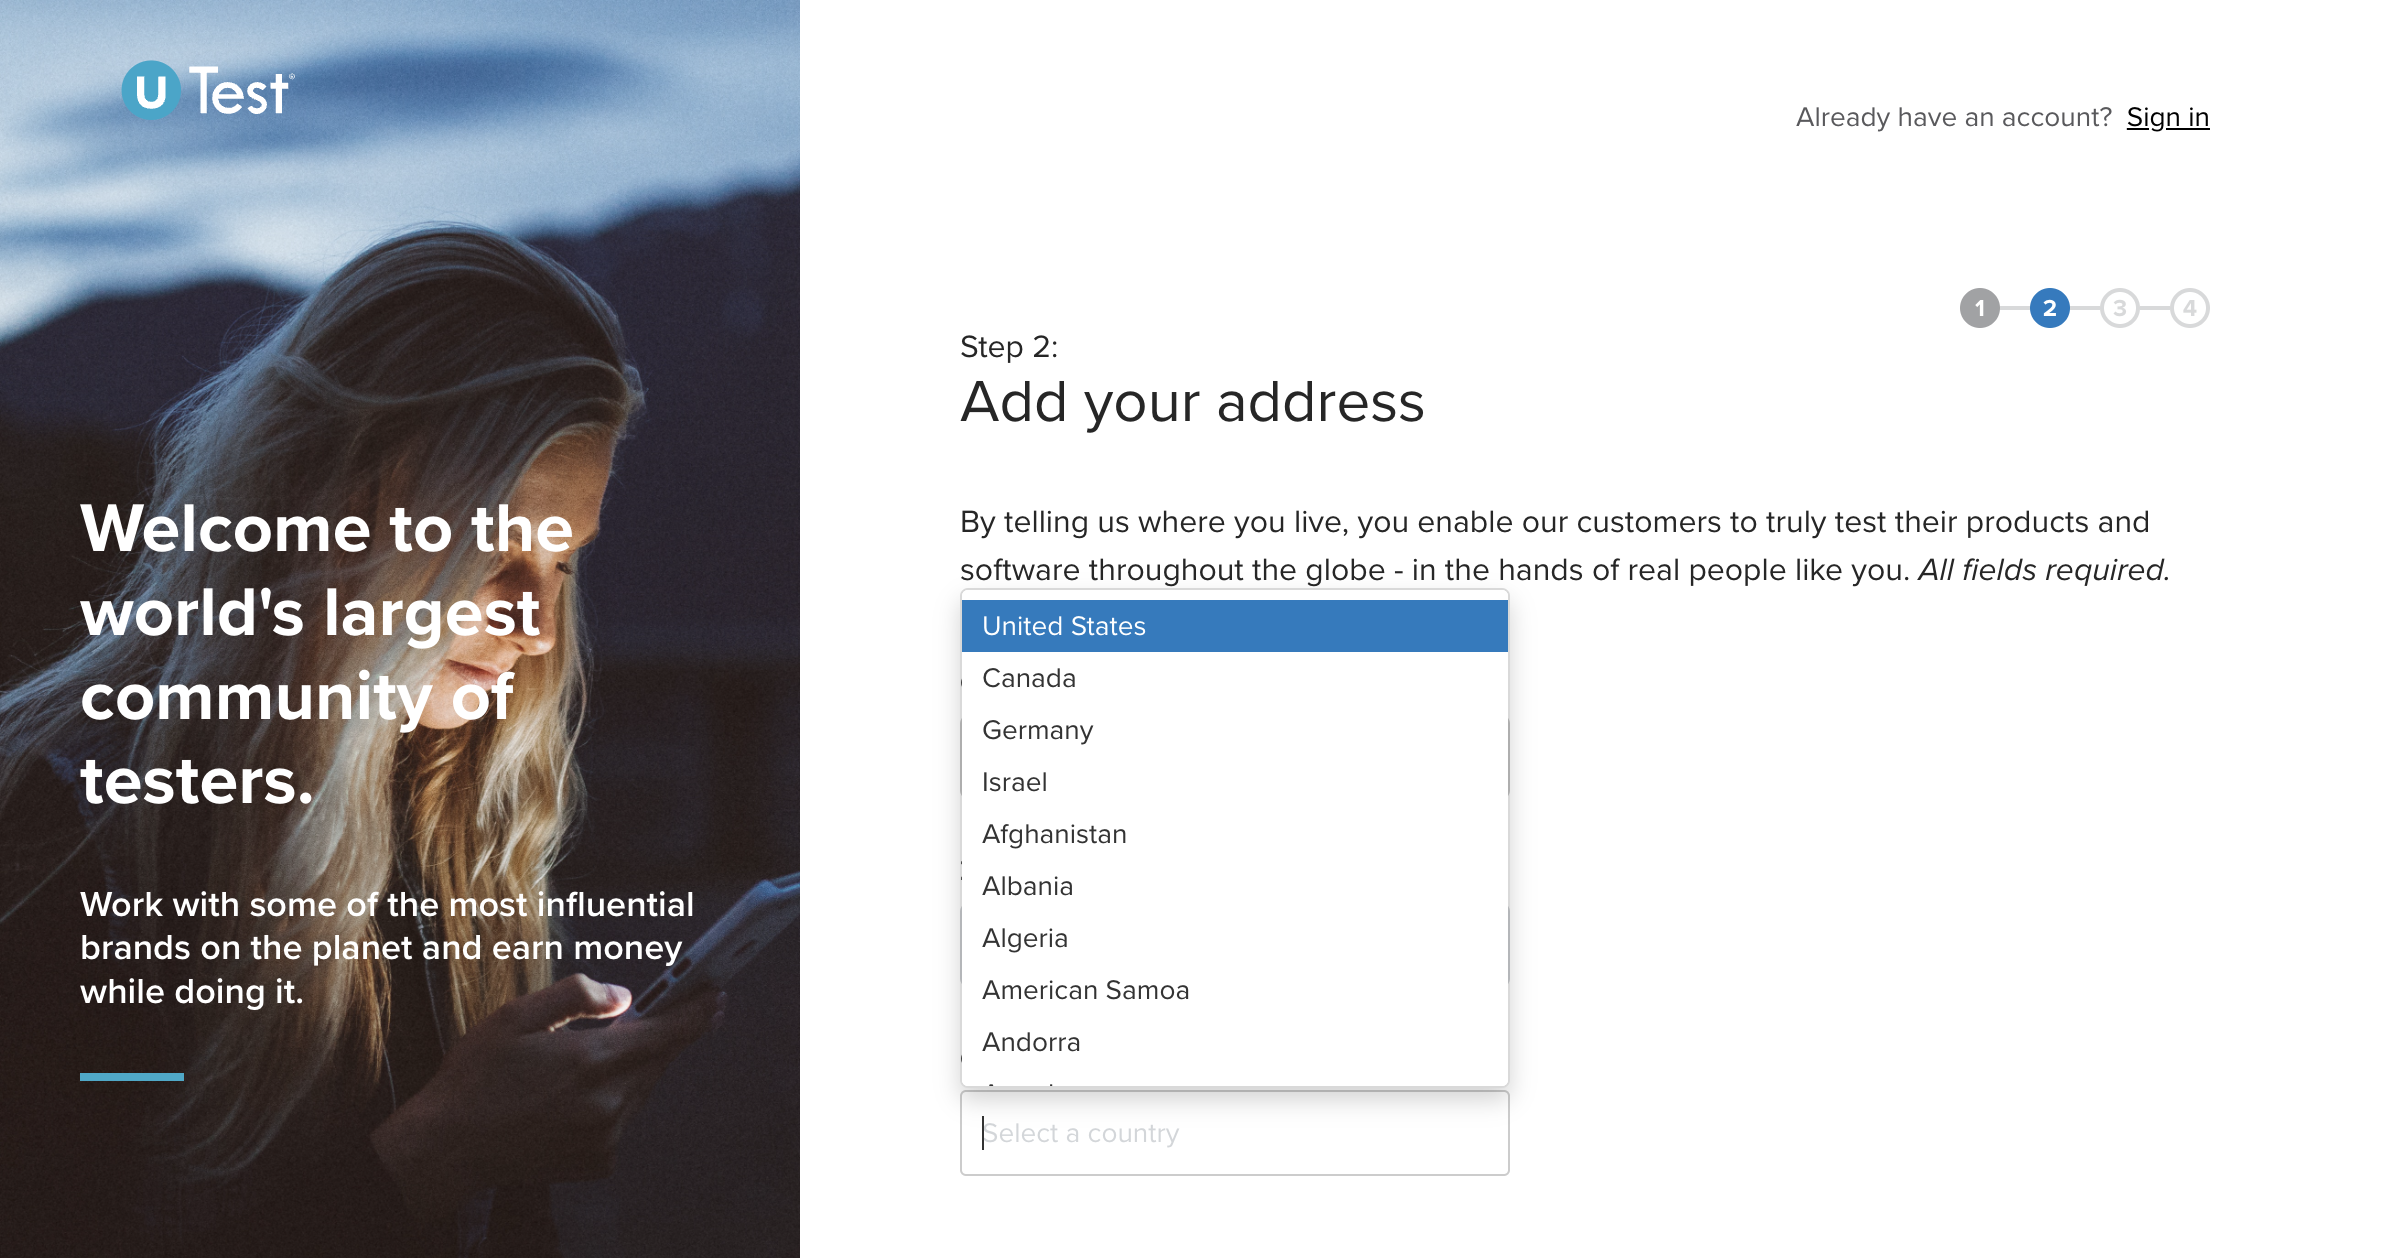 U Test®
Welcome to the
world's largest
community of
testers.
Work with some of the most influential
brands on the planet and earn money
while doing it.
Already have an account? Sign in
1 2 3 4
Step 2:
Add your address
By telling us where you live, you enable our customers to truly test their products and
software throughout the globe - in the hands of real people like you. All fields required.
United States
Canada
Germany
Israel
Afghanistan
Albania
Algeria
American Samoa
Andorra
Select a country